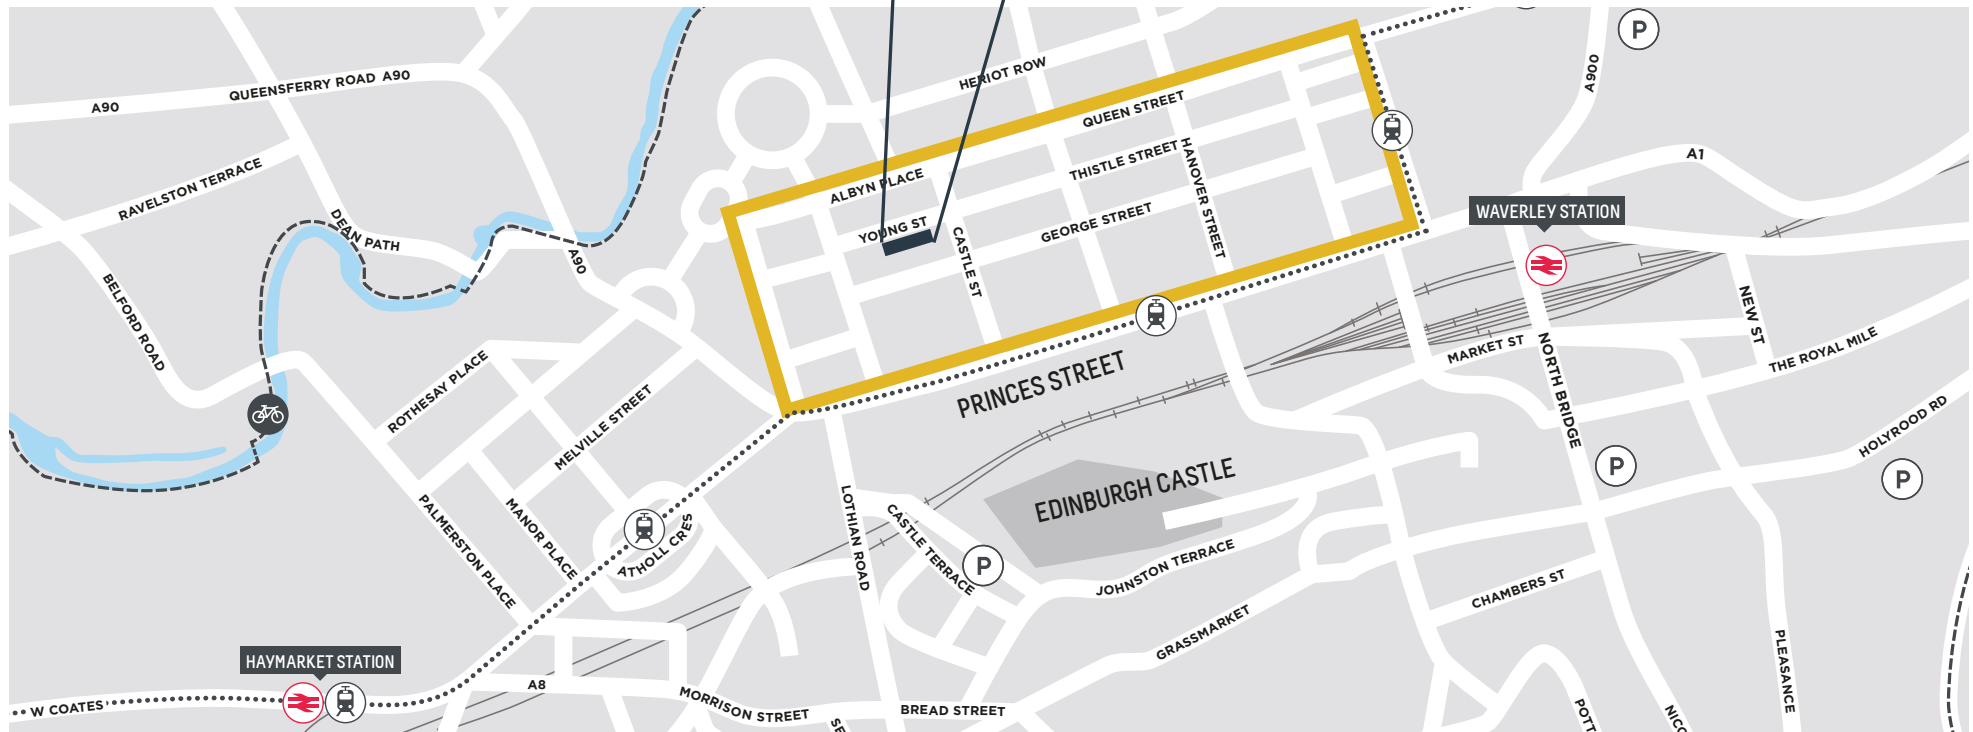 P
A900
HERIOT ROW
QUEENSFERRY ROAD A90
A90
QUEEN STREET
A1
THISTLE STREET
HANOVER STREET
RAVELSTON TERRACE
ALBYN PLACE
WAVERLEY STATION
DEAN PATH
YOUNG ST
GEORGE STREET
CASTLE ST
A90
BELFORD ROAD
NEW ST
THE ROYAL MILE
MARKET ST
NORTH BRIDGE
PRINCES STREET
ROTHESAY PLACE
MELVILLE STREET
HOLYROOD RD
P
P
EDINBURGH CASTLE
PALMERSTON PLACE
MANOR PLACE
ATHOLL CRES
LOTHIAN ROAD
CASTLE TERRACE
P
JOHNSTON TERRACE
CHAMBERS ST
GRASSMARKET
PLEASANCE
HAYMARKET STATION
W COATES
A8
MORRISON STREET
BREAD STREET
SE
POTT
NICC